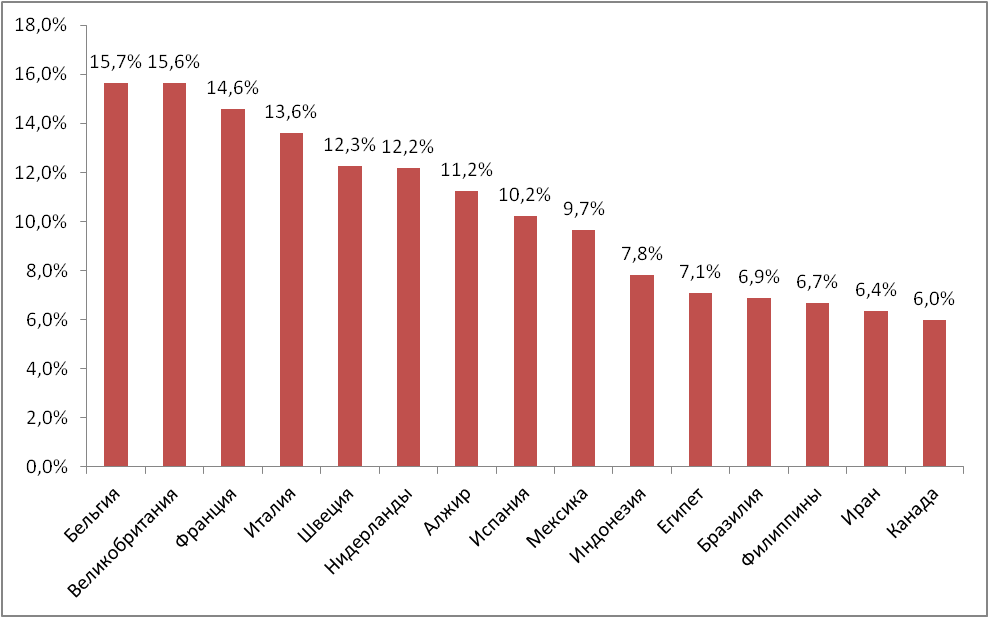 18,0%
16,0%
14,0%
12,0%
10,0%
8,0%
6,0%
4,0%
2,0%
0,0%
15,7%
15,6%
14,6%
13,6%
12,3%
12,2%
11,2%
10,2%
9,7%
7,8%
7,1%
6,9%
6,7%
6,4%
6,0%
Бельгия
Великобритания
Франция
Италия
Швеция
Нидерланды
Алжир
Испания
Мексика
Индонезия
Египет
Бразилия
Филиппины
Иран
Канада